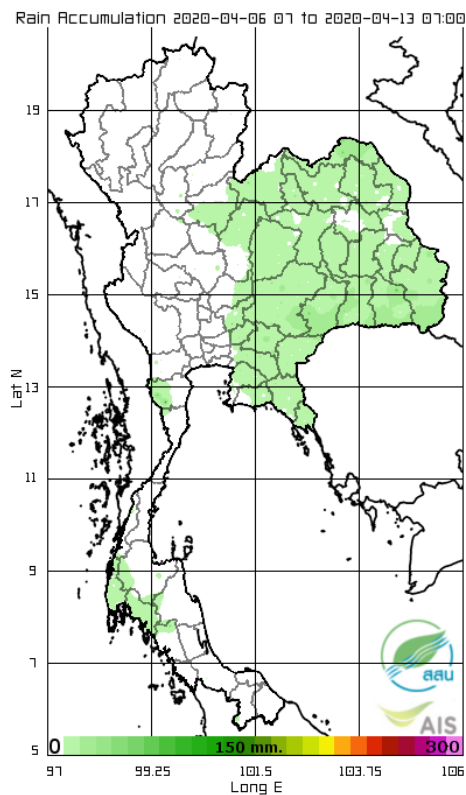 Rain Accumulation 2020-04-06 07 to 2020-04-13 07:00
19
17
15
Lat N
13
11
9
7
สสน
AIS
0 150 mm. 300
5
97 99.25 101.5 103.75 106
Long E